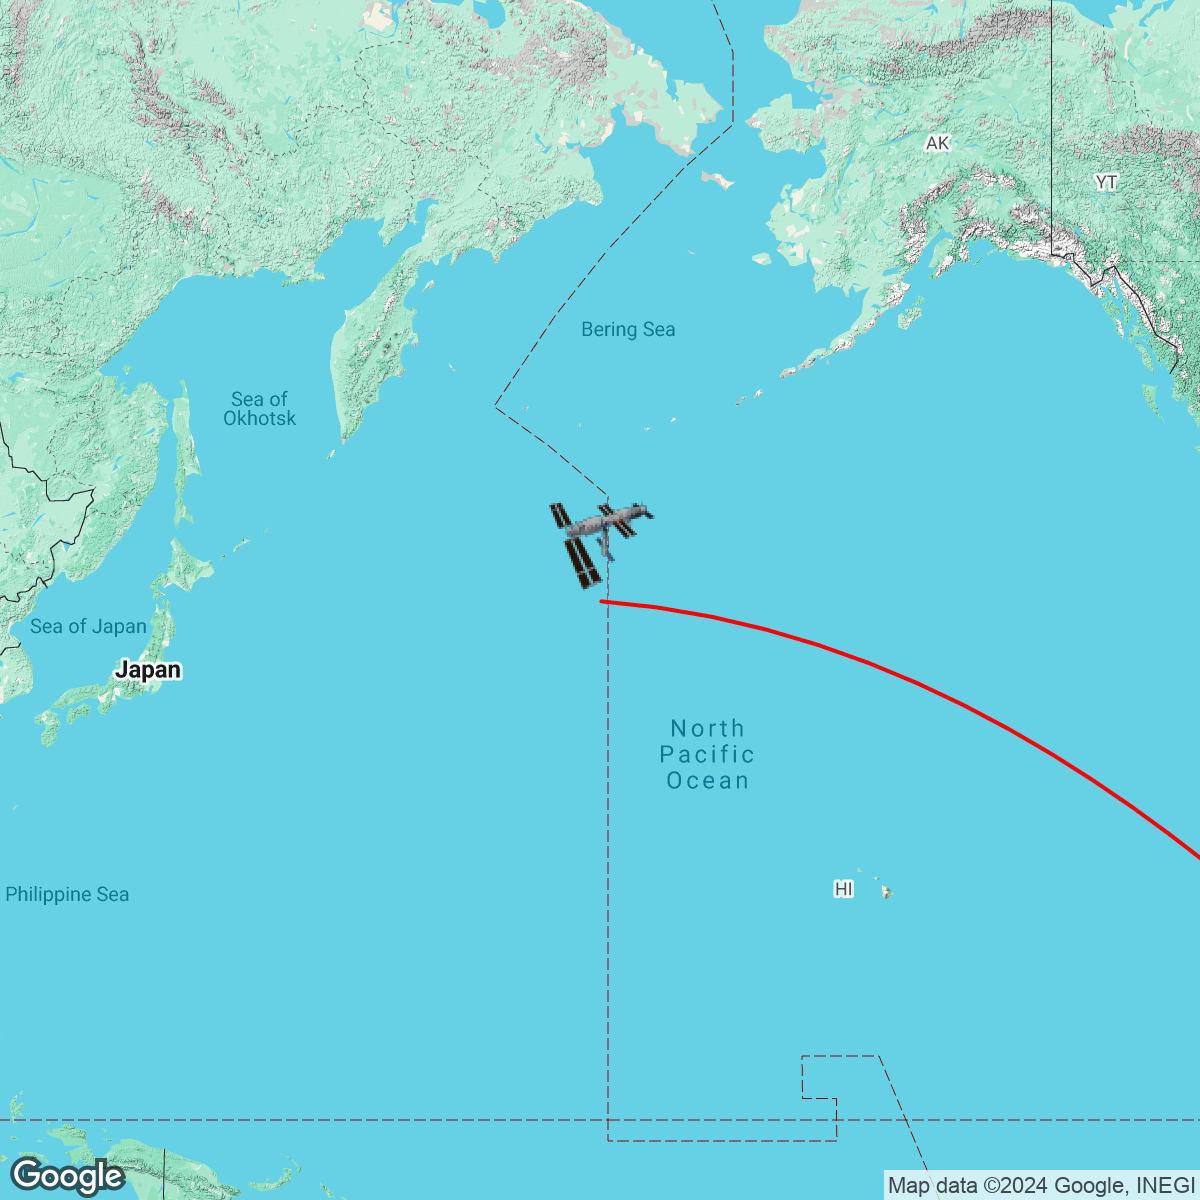 AK
YT
Bering Sea
Sea of
Okhotsk
Sea of Japan
Japan
North
Pacific
Ocean
HI
Philippine Sea
Google
Map data ©2024 Google, INEGI